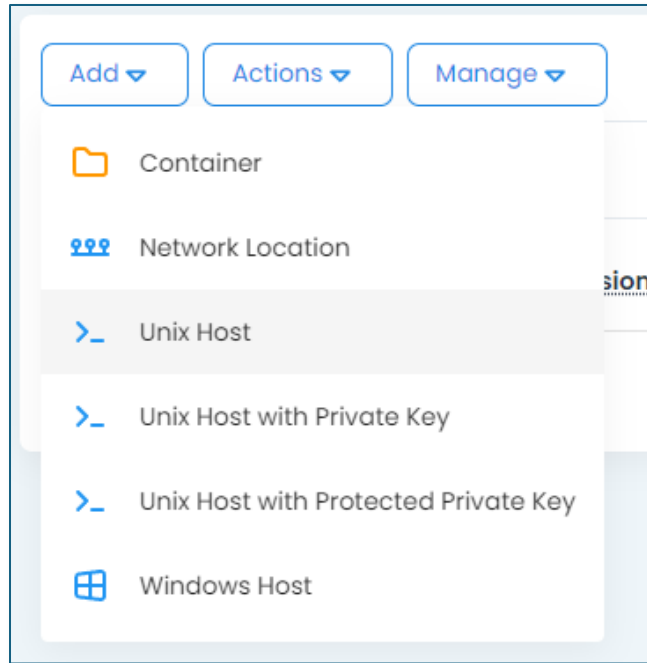 Add Actions Manage
Container
Network Location
sion
Unix Host
Unix Host with Private Key
Unix Host with Protected Private Key
Windows Host